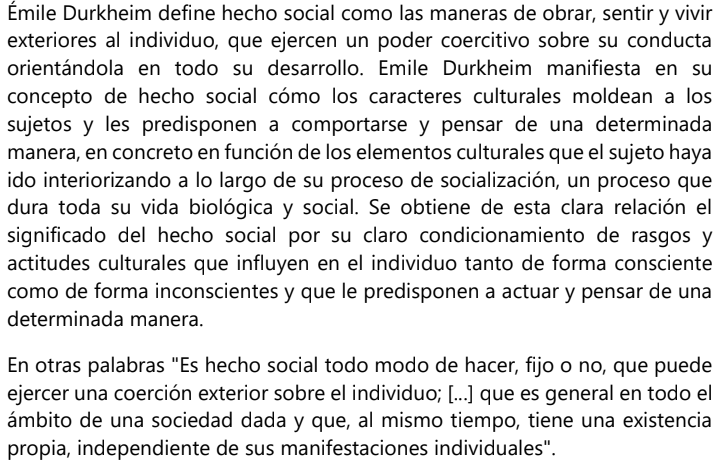 Émile Durkheim define hecho social como las maneras de obrar, sentir y vivir
exteriores al individuo, que ejercen un poder coercitivo sobre su conducta
orientándola en todo su desarrollo. Emile Durkheim manifiesta en su
concepto de hecho social cómo los caracteres culturales moldean a los
sujetos y les predisponen a comportarse y pensar de una determinada
manera, en concreto en función de los elementos culturales que el sujeto haya
ido interiorizando a lo largo de su proceso de socialización, un proceso que
dura toda su vida biológica y social. Se obtiene de esta clara relación el
significado del hecho social por su claro condicionamiento de rasgos y
actitudes culturales que influyen en el individuo tanto de forma consciente
como de forma inconscientes y que le predisponen a actuar y pensar de una
determinada manera.
En otras palabras "Es hecho social todo modo de hacer, fijo o no, que puede
ejercer una coerción exterior sobre el individuo; [...] que es general en todo el
ámbito de una sociedad dada y que, al mismo tiempo, tiene una existencia
propia, independiente de sus manifestaciones individuales".